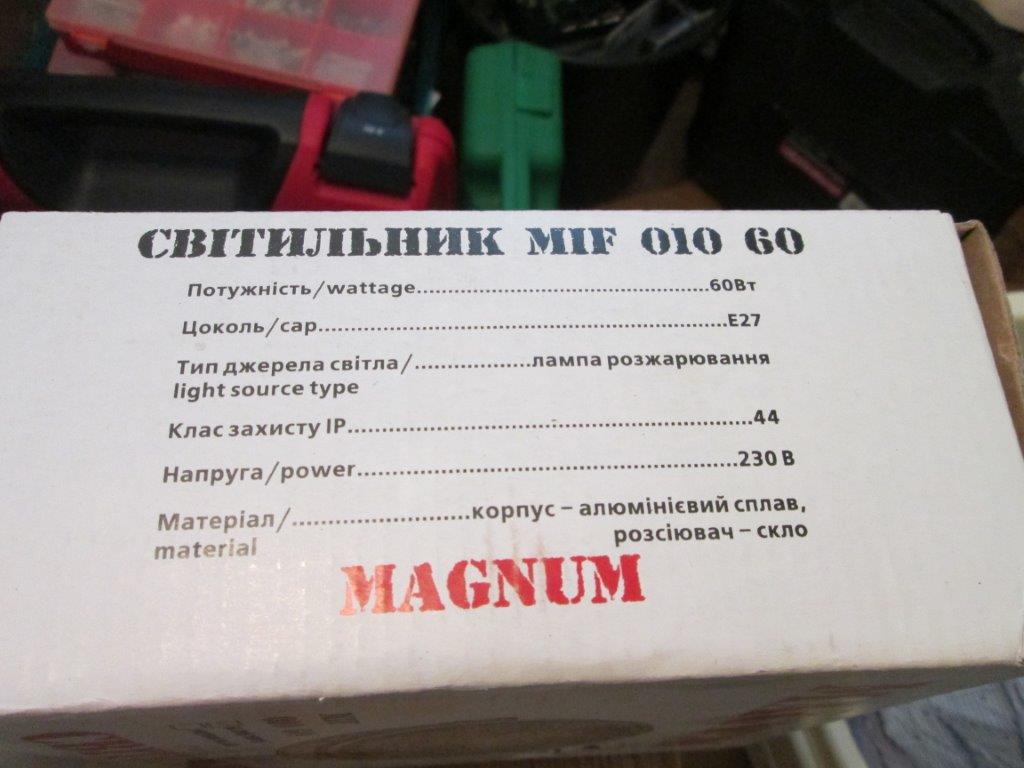 СВІТИЛЬНИК MIF 010 60
Потужність/wattage........................................................60Вт
Цоколь/cap..............................................................................E27
Тип джерела світла/..................лампа розжарювання
light source type
Клас захисту IP..................................................................44
Напруга/power...............................................................230 В
Матеріал/............................корпус – алюмінієвий сплав,
розсіювач – скло
material
MAGNUM